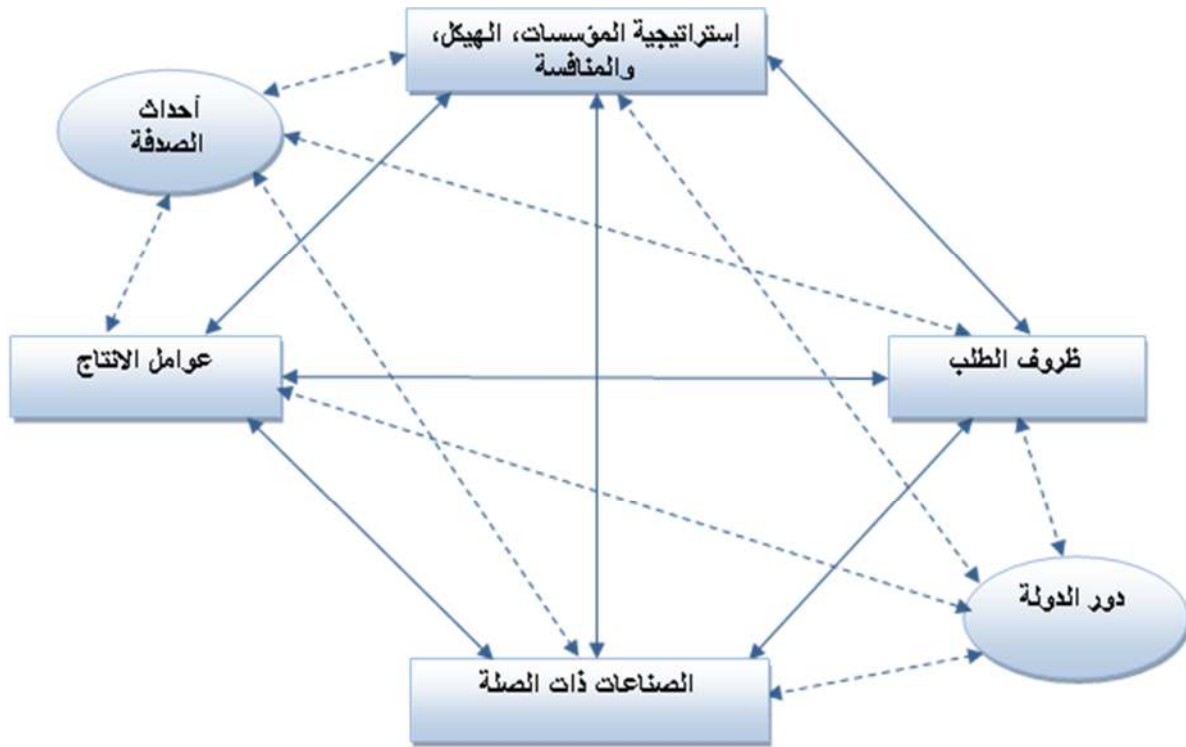 إستراتيجية المؤسسات، الهيكل،
والمنافسة
أحداث
الصدفة
ظروف الطلب
عوامل الانتاج
دور الدولة
الصناعات ذات الصلة